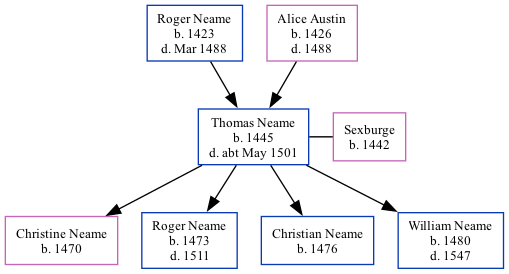 Roger Neame
b. 1423
d. Mar 1488
Alice Austin
b. 1426
d. 1488
Thomas Neame
b. 1445
d. abt May 1501
Sexburge
b. 1442
Christine Neame
b. 1470
Roger Neame
b. 1473
d. 1511
Christian Neame
b. 1476
William Neame
b. 1480
d. 1547